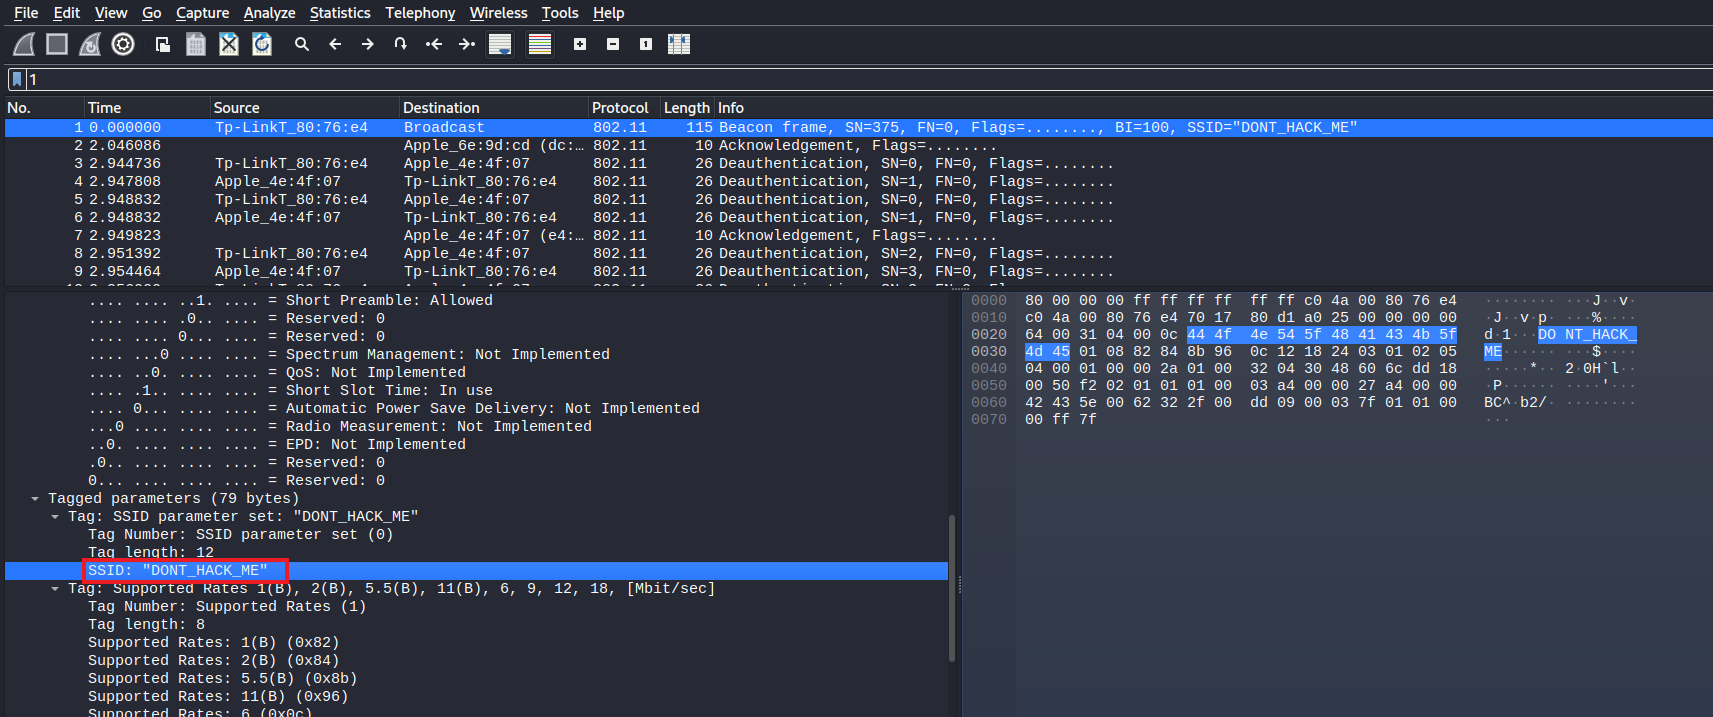 File Edit View Go Capture Analyze Statistics Telephony Wireless Tools Help
1
No. Time Source Destination Protocol Length Info
1 0.000000 Tp-LinkT_80:76:e4 Broadcast 802.11 115 Beacon frame, SN=375, FN=0, Flags=........, BI=100, SSID="DONT_HACK_ME"
2 2.046086 Apple_6e:9d:cd (dc:… 802.11 10 Acknowledgement, Flags=........
3 2.944736 Tp-LinkT_80:76:e4 Apple_4e:4f:07 802.11 26 Deauthentication, SN=0, FN=0, Flags=........
4 2.947808 Apple_4e:4f:07 Tp-LinkT_80:76:e4 802.11 26 Deauthentication, SN=1, FN=0, Flags=........
5 2.948832 Tp-LinkT_80:76:e4 Apple_4e:4f:07 802.11 26 Deauthentication, SN=0, FN=0, Flags=........
6 2.948832 Apple_4e:4f:07 Tp-LinkT_80:76:e4 802.11 26 Deauthentication, SN=1, FN=0, Flags=........
7 2.949823 Apple_4e:4f:07 (e4:… 802.11 10 Acknowledgement, Flags=........
8 2.951392 Tp-LinkT_80:76:e4 Apple_4e:4f:07 802.11 26 Deauthentication, SN=2, FN=0, Flags=........
9 2.954464 Apple_4e:4f:07 Tp-LinkT_80:76:e4 802.11 26 Deauthentication, SN=3, FN=0, Flags=........
.... .... ..1. .... = Short Preamble: Allowed
.... .... .0.. .... = Reserved: 0
.... .... 0... .... = Reserved: 0
.... ...0 .... .... = Spectrum Management: Not Implemented
.... ..0. .... .... = QoS: Not Implemented
.... .1.. .... .... = Short Slot Time: In use
.... 0... .... .... = Automatic Power Save Delivery: Not Implemented
...0 .... .... .... = Radio Measurement: Not Implemented
..0. .... .... .... = EPD: Not Implemented
.0.. .... .... .... = Reserved: 0
0... .... .... .... = Reserved: 0
Tagged parameters (79 bytes)
Tag: SSID parameter set: "DONT_HACK_ME"
Tag Number: SSID parameter set (0)
Tag length: 12
SSID: "DONT_HACK_ME"
Tag: Supported Rates 1(B), 2(B), 5.5(B), 11(B), 6, 9, 12, 18, [Mbit/sec]
Tag Number: Supported Rates (1)
Tag length: 8
Supported Rates: 1(B) (0x82)
Supported Rates: 2(B) (0x84)
Supported Rates: 5.5(B) (0x8b)
Supported Rates: 11(B) (0x96)
Supported Rates: 6 (0x0c)
0000 80 00 00 00 ff ff ff ff ff ff c0 4a 00 80 76 e4 ········ ···J··v·
0010 c0 4a 00 80 76 e4 70 17 80 d1 a0 25 00 00 00 00 ·J··v·p· ···%····
0020 64 00 31 04 00 0c 44 4f 4e 54 5f 48 41 43 4b 5f d·1···DO NT_HACK_
0030 4d 45 01 08 82 84 8b 96 0c 12 18 24 03 01 02 05 ME······ ···$····
0040 04 00 01 00 00 2a 01 00 32 04 30 48 60 6c dd 18 ·····*·· 2·0H`l··
0050 00 50 f2 02 01 01 01 00 03 a4 00 00 27 a4 00 00 ·P······ ····'···
0060 42 43 5e 00 62 32 2f 00 dd 09 00 03 7f 01 01 00 BC^·b2/· ········
0070 00 ff 7f ···